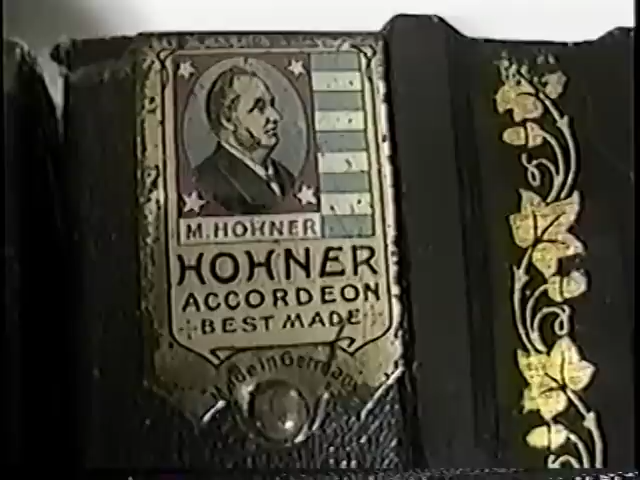 M. HOHNER
HOHNER
ACCORDEON
BEST MADE
Made in Germany